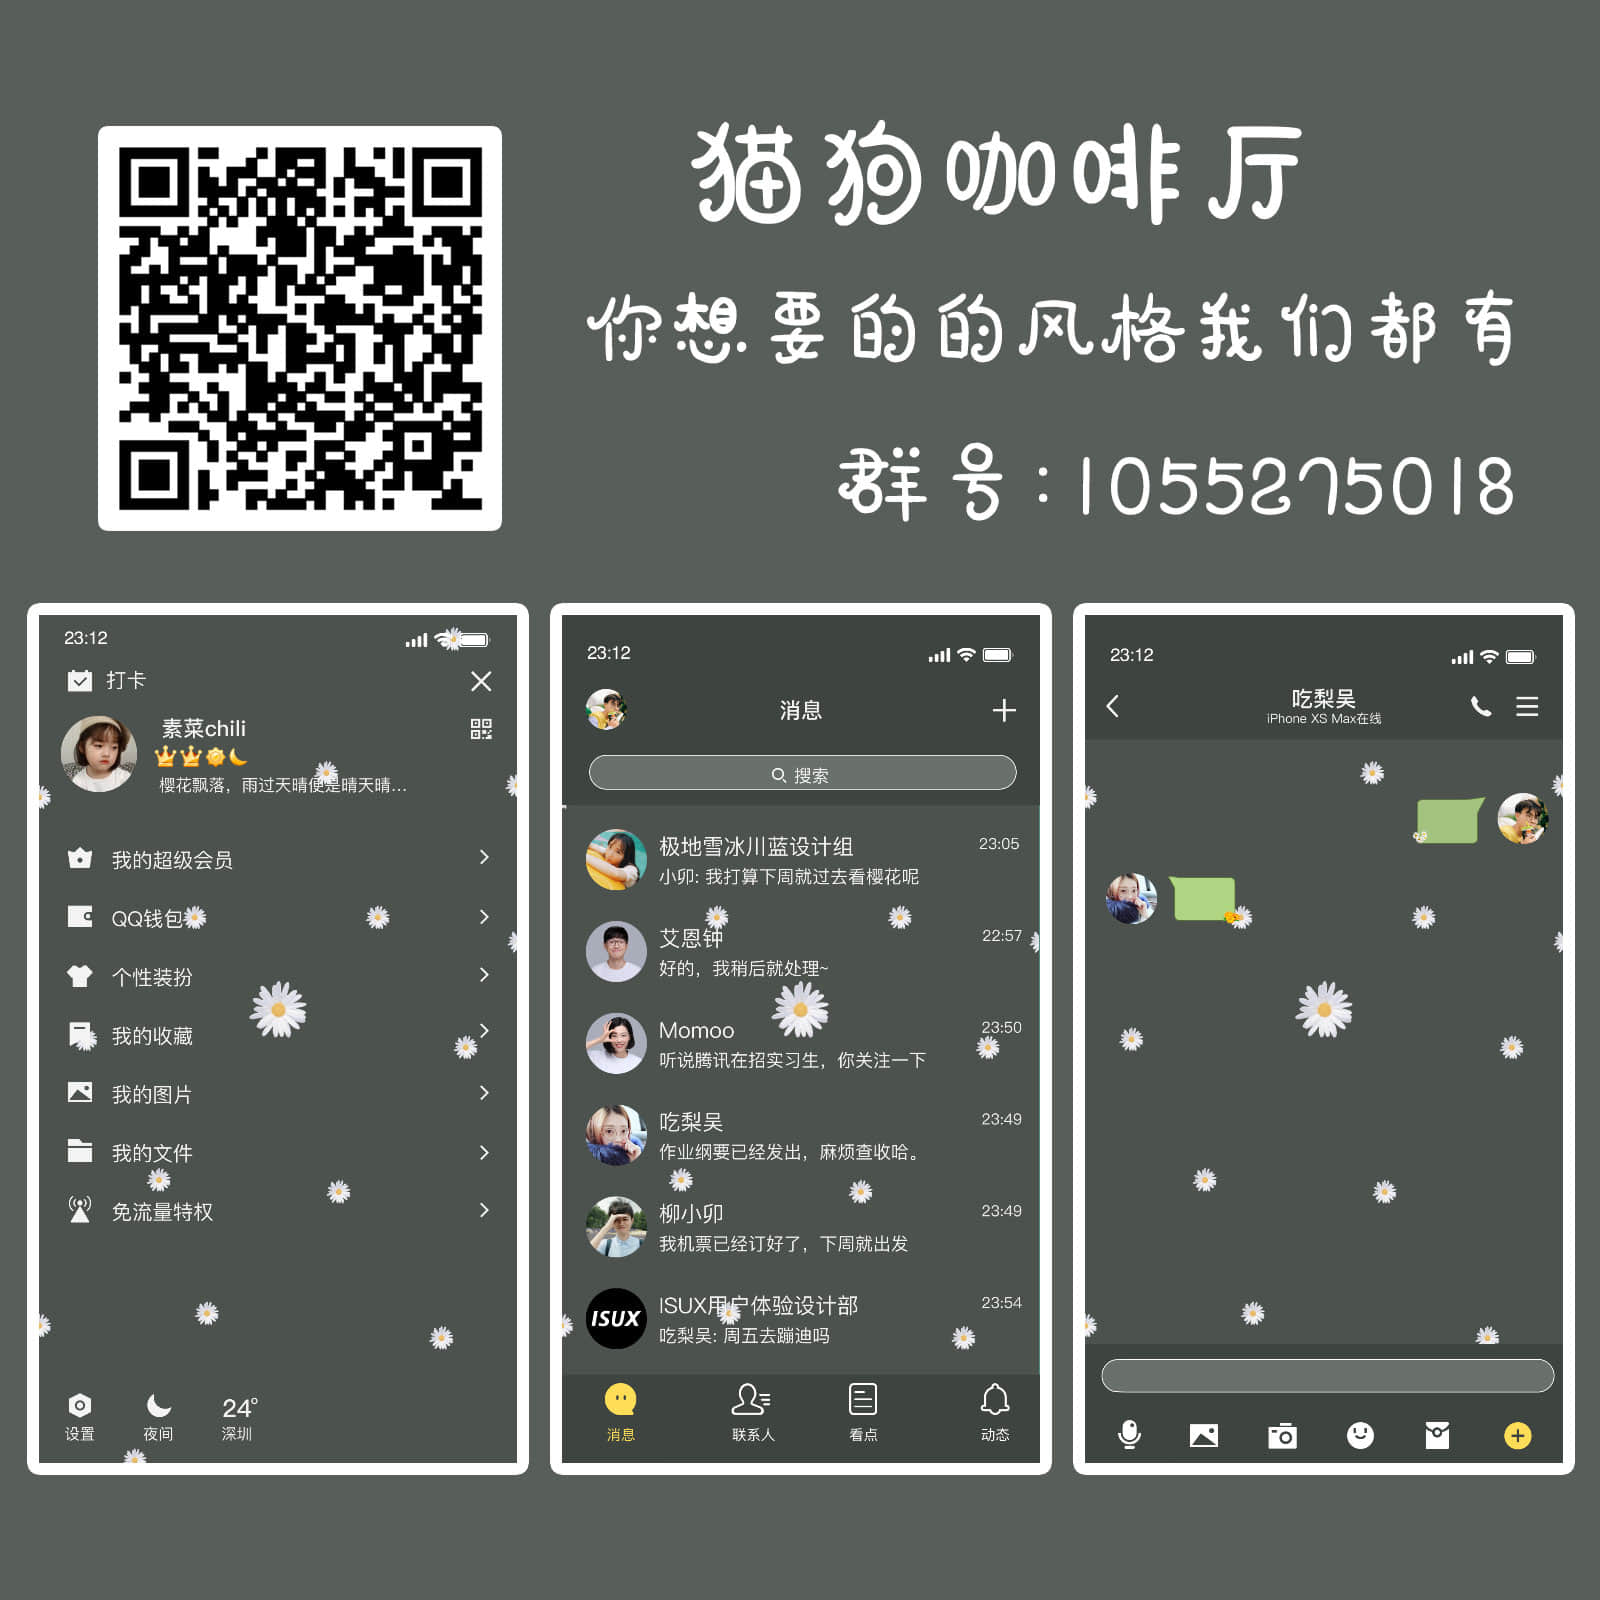 猫狗咖啡厅
你想要的的风格我们都有
群号:1055275018
23:12
打卡
素菜chili
樱花飘落，雨过天晴便是晴天晴...
我的超级会员
QQ钱包
个性装扮
我的收藏
我的图片
我的文件
免流量特权
设置
夜间
24°
深圳
23:12
消息
搜索
极地雪冰川蓝设计组 23:05
小卯: 我打算下周就过去看樱花呢
艾恩钟 22:57
好的，我稍后就处理~
Momoo 23:50
听说腾讯在招实习生，你关注一下
吃梨吴 23:49
作业纲要已经发出，麻烦查收哈。
柳小卯 23:49
我机票已经订好了，下周就出发
ISUX
ISUX用户体验设计部 23:54
吃梨吴: 周五去蹦迪吗
消息
联系人
看点
动态
23:12
吃梨吴
iPhone XS Max在线